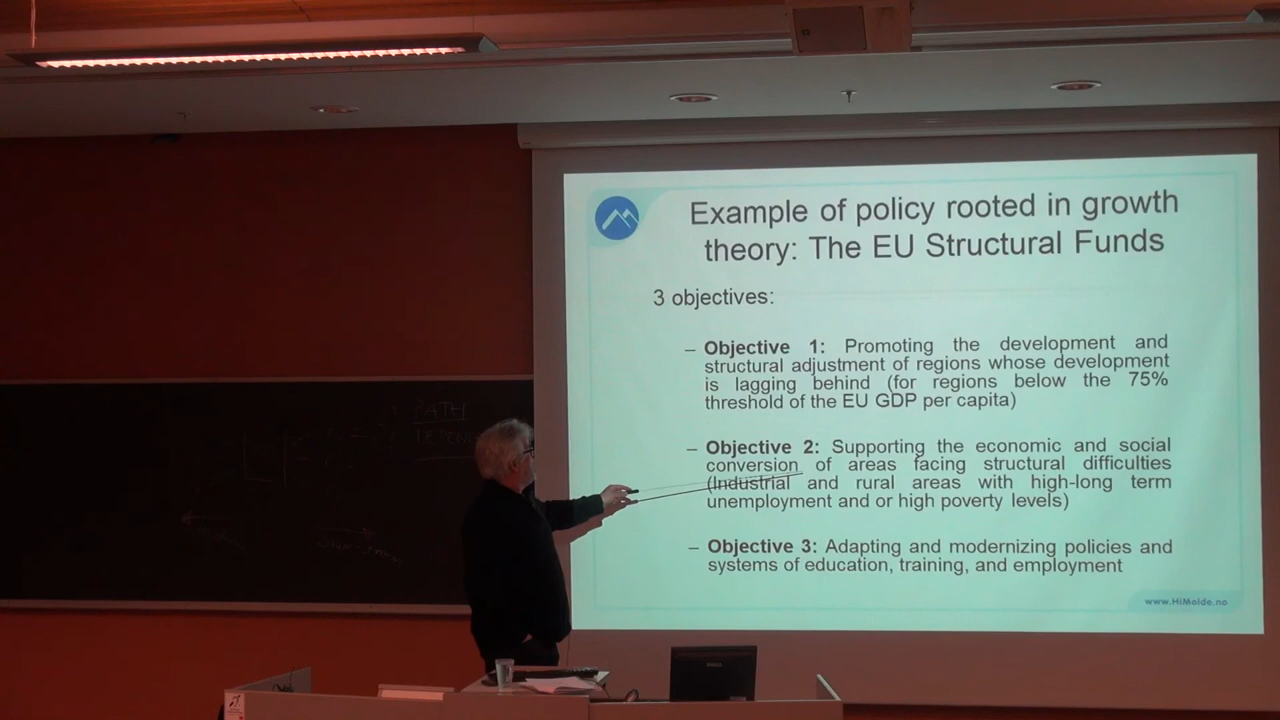 Example of policy rooted in growth
theory: The EU Structural Funds
3 objectives:
– Objective 1: Promoting the development and
structural adjustment of regions whose development
is lagging behind (for regions below the 75%
threshold of the EU GDP per capita)
– Objective 2: Supporting the economic and social
conversion of areas facing structural difficulties
(Industrial and rural areas with high-long term
unemployment and or high poverty levels)
– Objective 3: Adapting and modernizing policies and
systems of education, training, and employment
www.HiMolde.no
PATH